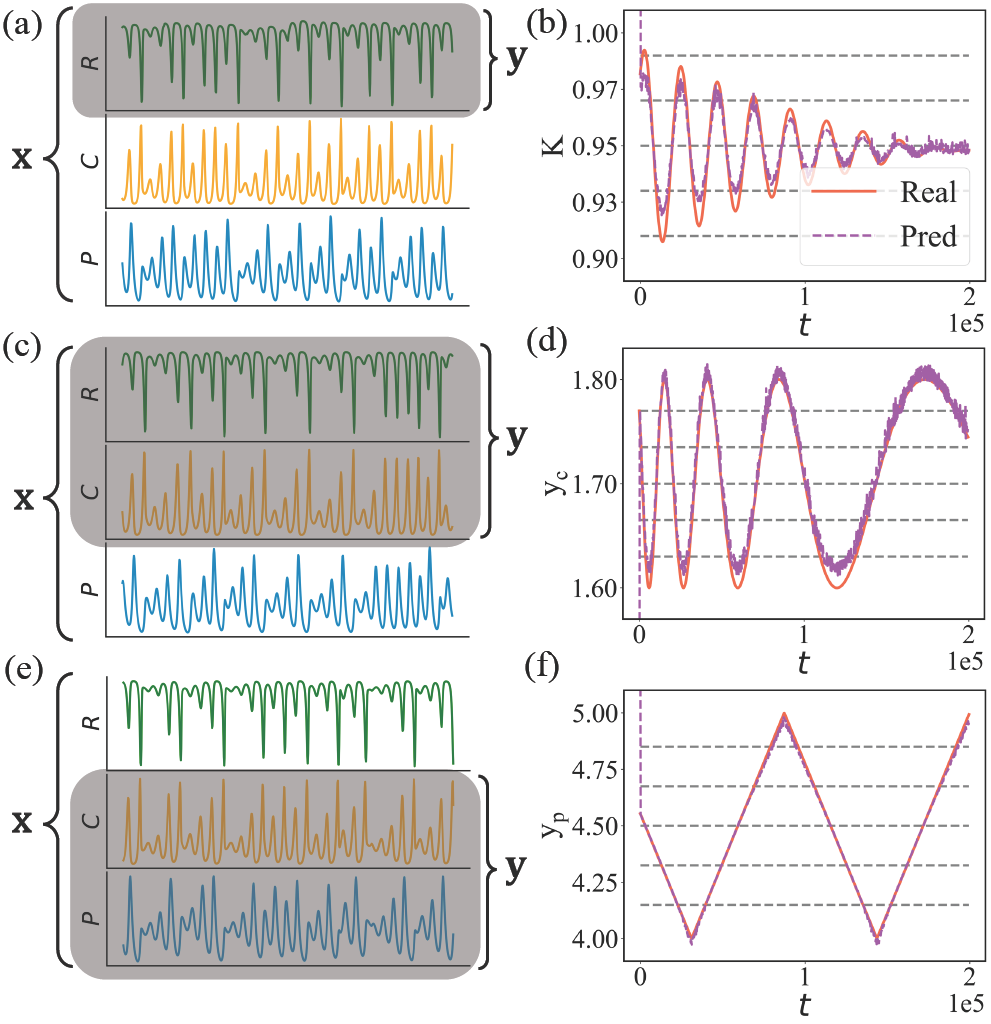 (a)
x
R
C
P
y
(b)
K
1.00
0.97
0.95
0.93
0.90
Real
Pred
0
1
2
1e5
t
(c)
x
R
C
P
y
(d)
y_c
1.80
1.70
1.60
0
1
2
1e5
t
(e)
x
R
C
P
y
(f)
y_p
5.00
4.75
4.50
4.25
4.00
0
1
2
1e5
t